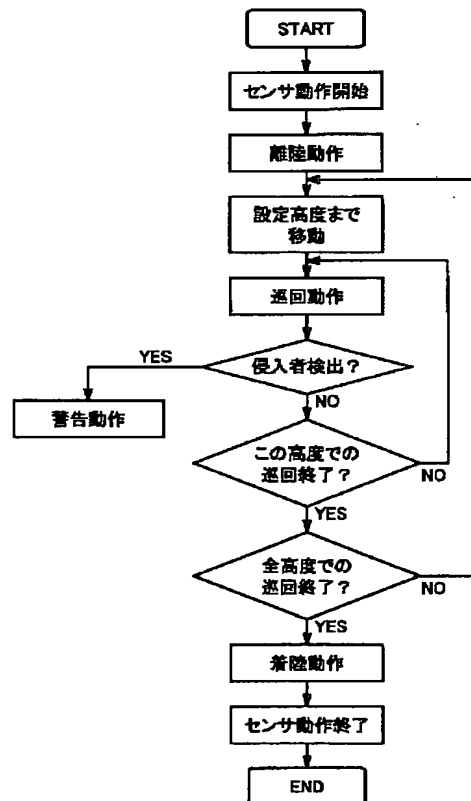 START
センサ動作開始
離陸動作
設定高度まで
移動
巡回動作
侵入者検出？
YES
NO
警告動作
この高度での
巡回終了？
NO
YES
全高度での
巡回終了？
NO
YES
着陸動作
センサ動作終了
END